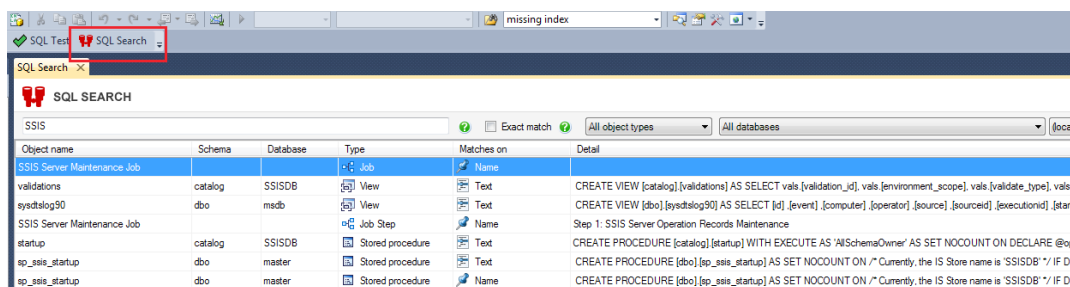 missing index
SQL Test SQL Search
SQL Search
SQL SEARCH
SSIS Exact match All object types All databases
Object name Schema Database Type Matches on Detail
SSIS Server Maintenance Job Job Name
validations catalog SSISDB View Text CREATE VIEW [catalog].[validations] AS SELECT vals.[validation_id], vals.[environment_scope], vals.[validate_type], vals
sysdtslog90 dbo msdb View Text CREATE VIEW [dbo].[sysdtslog90] AS SELECT [id] ,[event] ,[computer] ,[operator] ,[source] ,[sourceid] ,[executionid] ,[star
SSIS Server Maintenance Job Job Step Name Step 1: SSIS Server Operation Records Maintenance
startup catalog SSISDB Stored procedure Text CREATE PROCEDURE [catalog].[startup] WITH EXECUTE AS 'AllSchemaOwner' AS SET NOCOUNT ON DECLARE @op
sp_ssis_startup dbo master Stored procedure Text CREATE PROCEDURE [dbo].[sp_ssis_startup] AS SET NOCOUNT ON /* Currently, the IS Store name is 'SSISDB' */ IF D
sp_ssis_startup dbo master Stored procedure Name CREATE PROCEDURE [dbo].[sp_ssis_startup] AS SET NOCOUNT ON /* Currently, the IS Store name is 'SSISDB' */ IF D